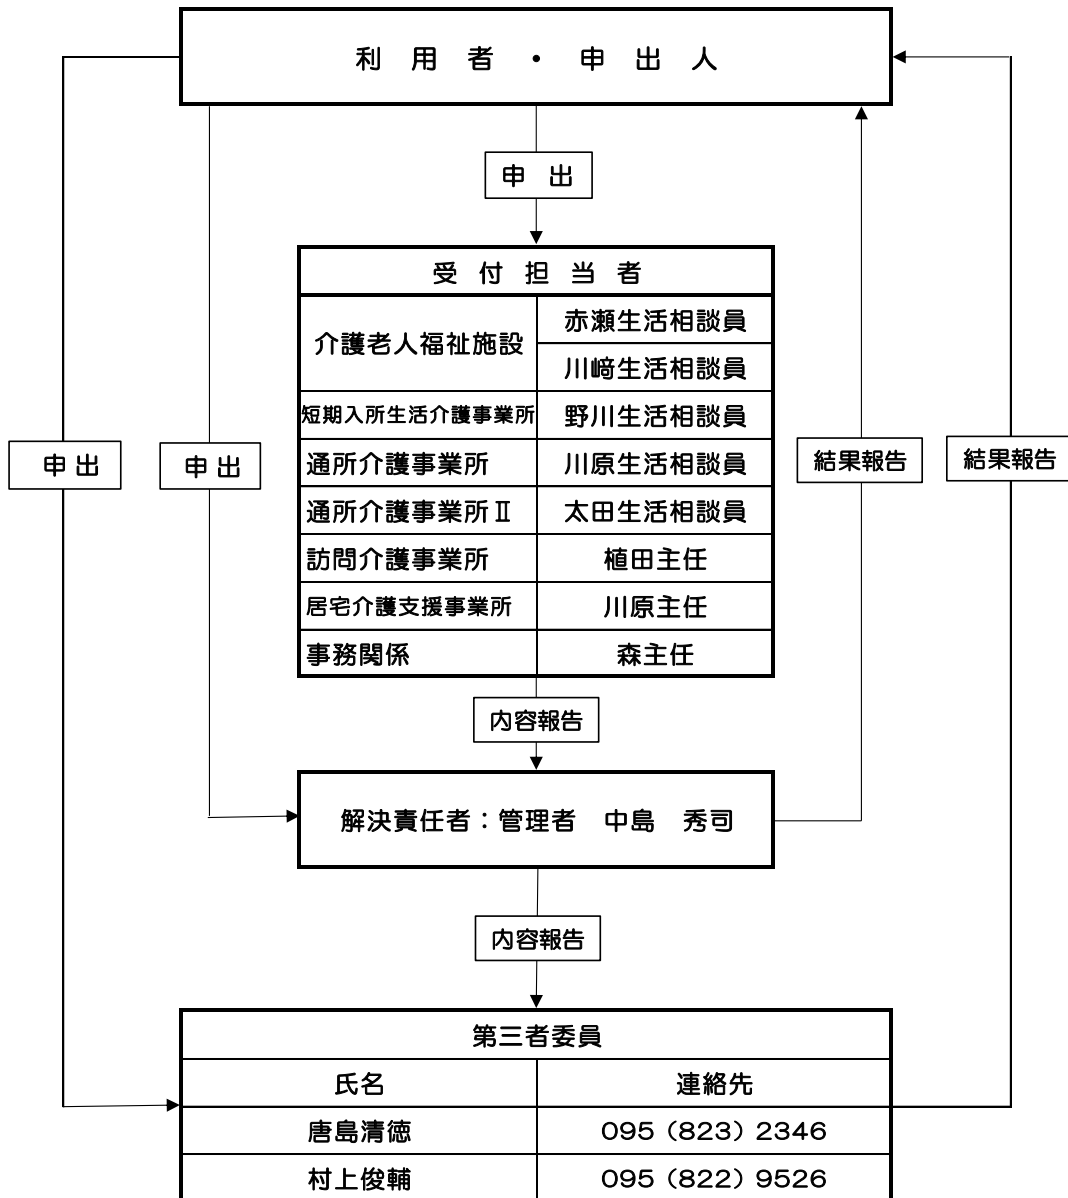 利用者・申出人
申出
受付担当者
介護老人福祉施設
赤瀬生活相談員
川﨑生活相談員
短期入所生活介護事業所 野川生活相談員
通所介護事業所 川原生活相談員
通所介護事業所Ⅱ 太田生活相談員
訪問介護事業所 植田主任
居宅介護支援事業所 川原主任
事務関係 森主任
申出
申出
結果報告
結果報告
内容報告
解決責任者：管理者 中島 秀司
内容報告
第三者委員
氏名 連絡先
唐島清徳 095（823）2346
村上俊輔 095（822）9526